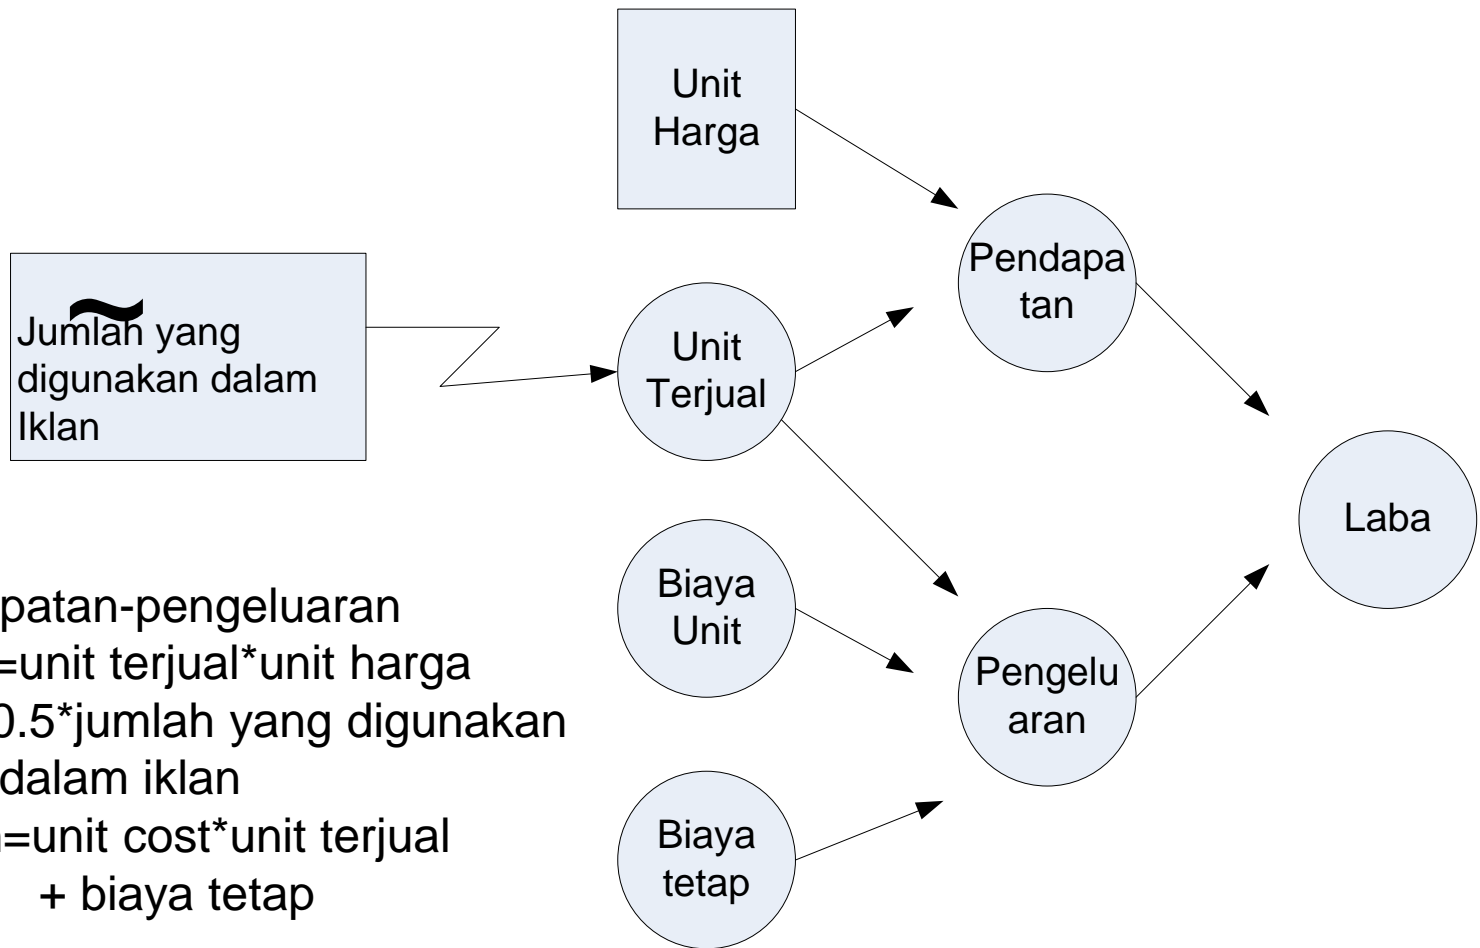 Unit
Harga
Pendapa
tan
~
Jumlah yang
digunakan dalam
Iklan
Unit
Terjual
Laba
Biaya
Unit
Pengelu
aran
Biaya
tetap
patan-pengeluaran
=unit terjual*unit harga
0.5*jumlah yang digunakan
dalam iklan
=unit cost*unit terjual
+ biaya tetap